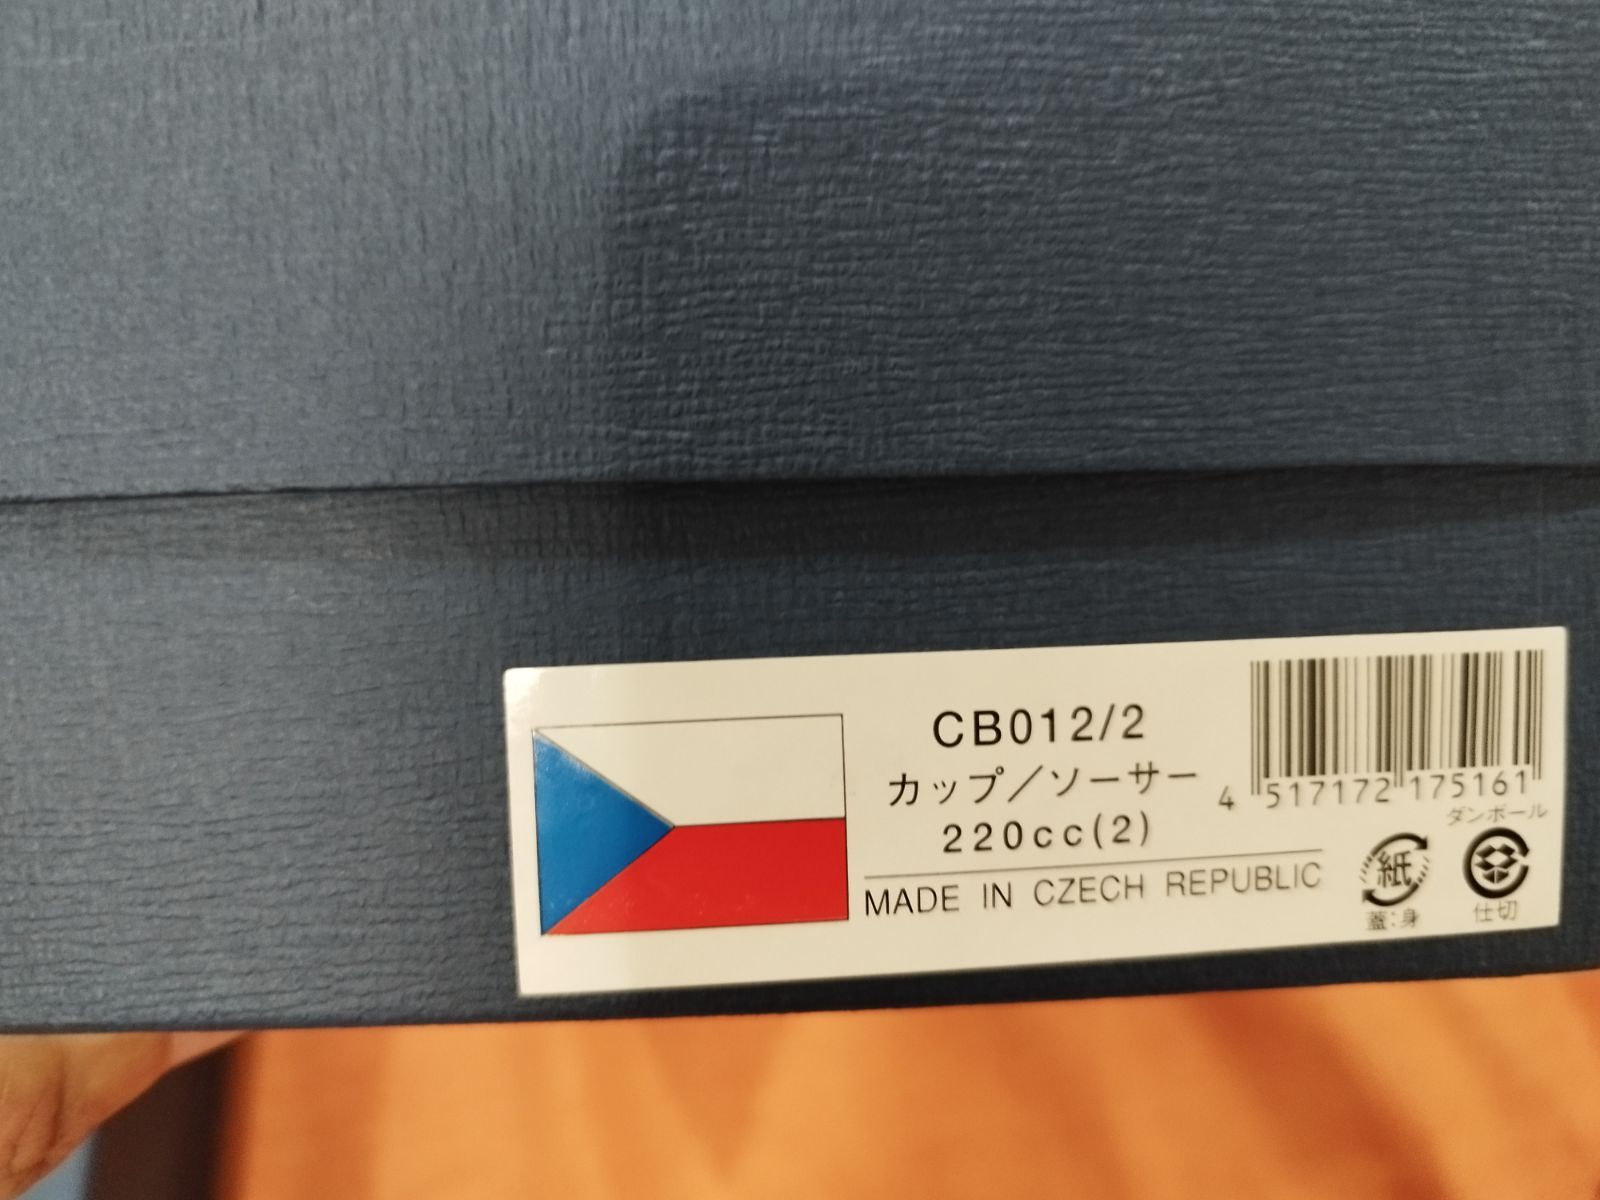 CB012/2
カップ／ソーサー
220cc(2)
MADE IN CZECH REPUBLIC
4 517172 175161
ダンボール
紙
蓋:身
仕切